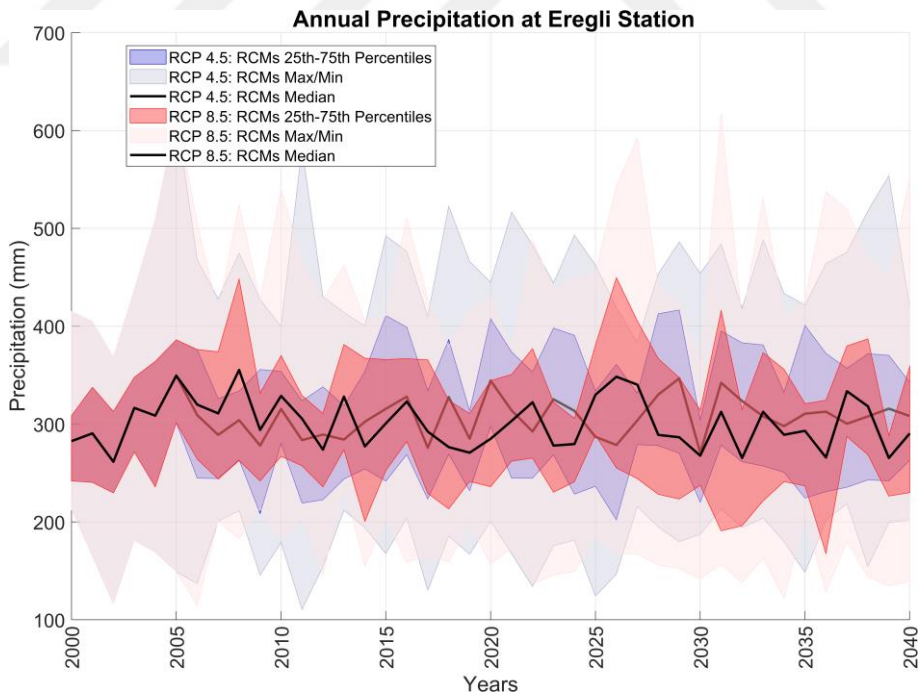 Annual Precipitation at Eregli Station
700
600
500
400
300
200
100
Precipitation (mm)
RCP 4.5: RCMs 25th-75th Percentiles
RCP 4.5: RCMs Max/Min
RCP 4.5: RCMs Median
RCP 8.5: RCMs 25th-75th Percentiles
RCP 8.5: RCMs Max/Min
RCP 8.5: RCMs Median
2000
2005
2010
2015
2020
2025
2030
2035
2040
Years